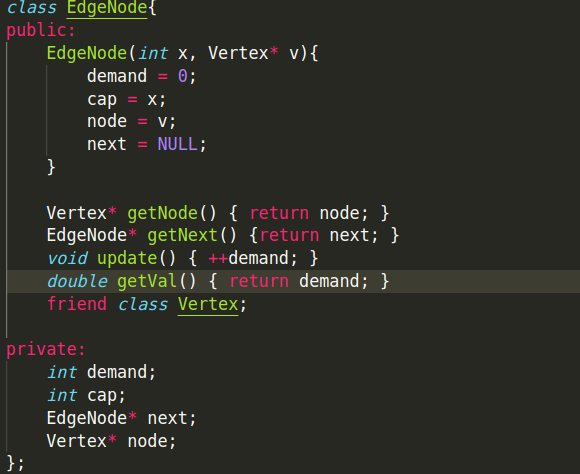 class EdgeNode{
public:
    EdgeNode(int x, Vertex* v){
        demand = 0;
        cap = x;
        node = v;
        next = NULL;
    }

    Vertex* getNode() { return node; }
    EdgeNode* getNext() {return next; }
    void update() { ++demand; }
    double getVal() { return demand; }
    friend class Vertex;

private:
    int demand;
    int cap;
    EdgeNode* next;
    Vertex* node;
};